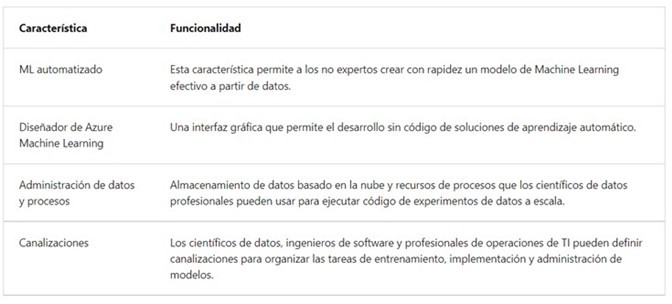 Característica Funcionalidad
ML automatizado Esta característica permite a los no expertos crear con rapidez un modelo de Machine Learning
efectivo a partir de datos.
Diseñador de Azure Una interfaz gráfica que permite el desarrollo sin código de soluciones de aprendizaje automático.
Machine Learning
Administración de datos Almacenamiento de datos basado en la nube y recursos de procesos que los científicos de datos
y procesos profesionales pueden usar para ejecutar código de experimentos de datos a escala.
Canalizaciones Los científicos de datos, ingenieros de software y profesionales de operaciones de TI pueden definir
canalizaciones para organizar las tareas de entrenamiento, implementación y administración de
modelos.